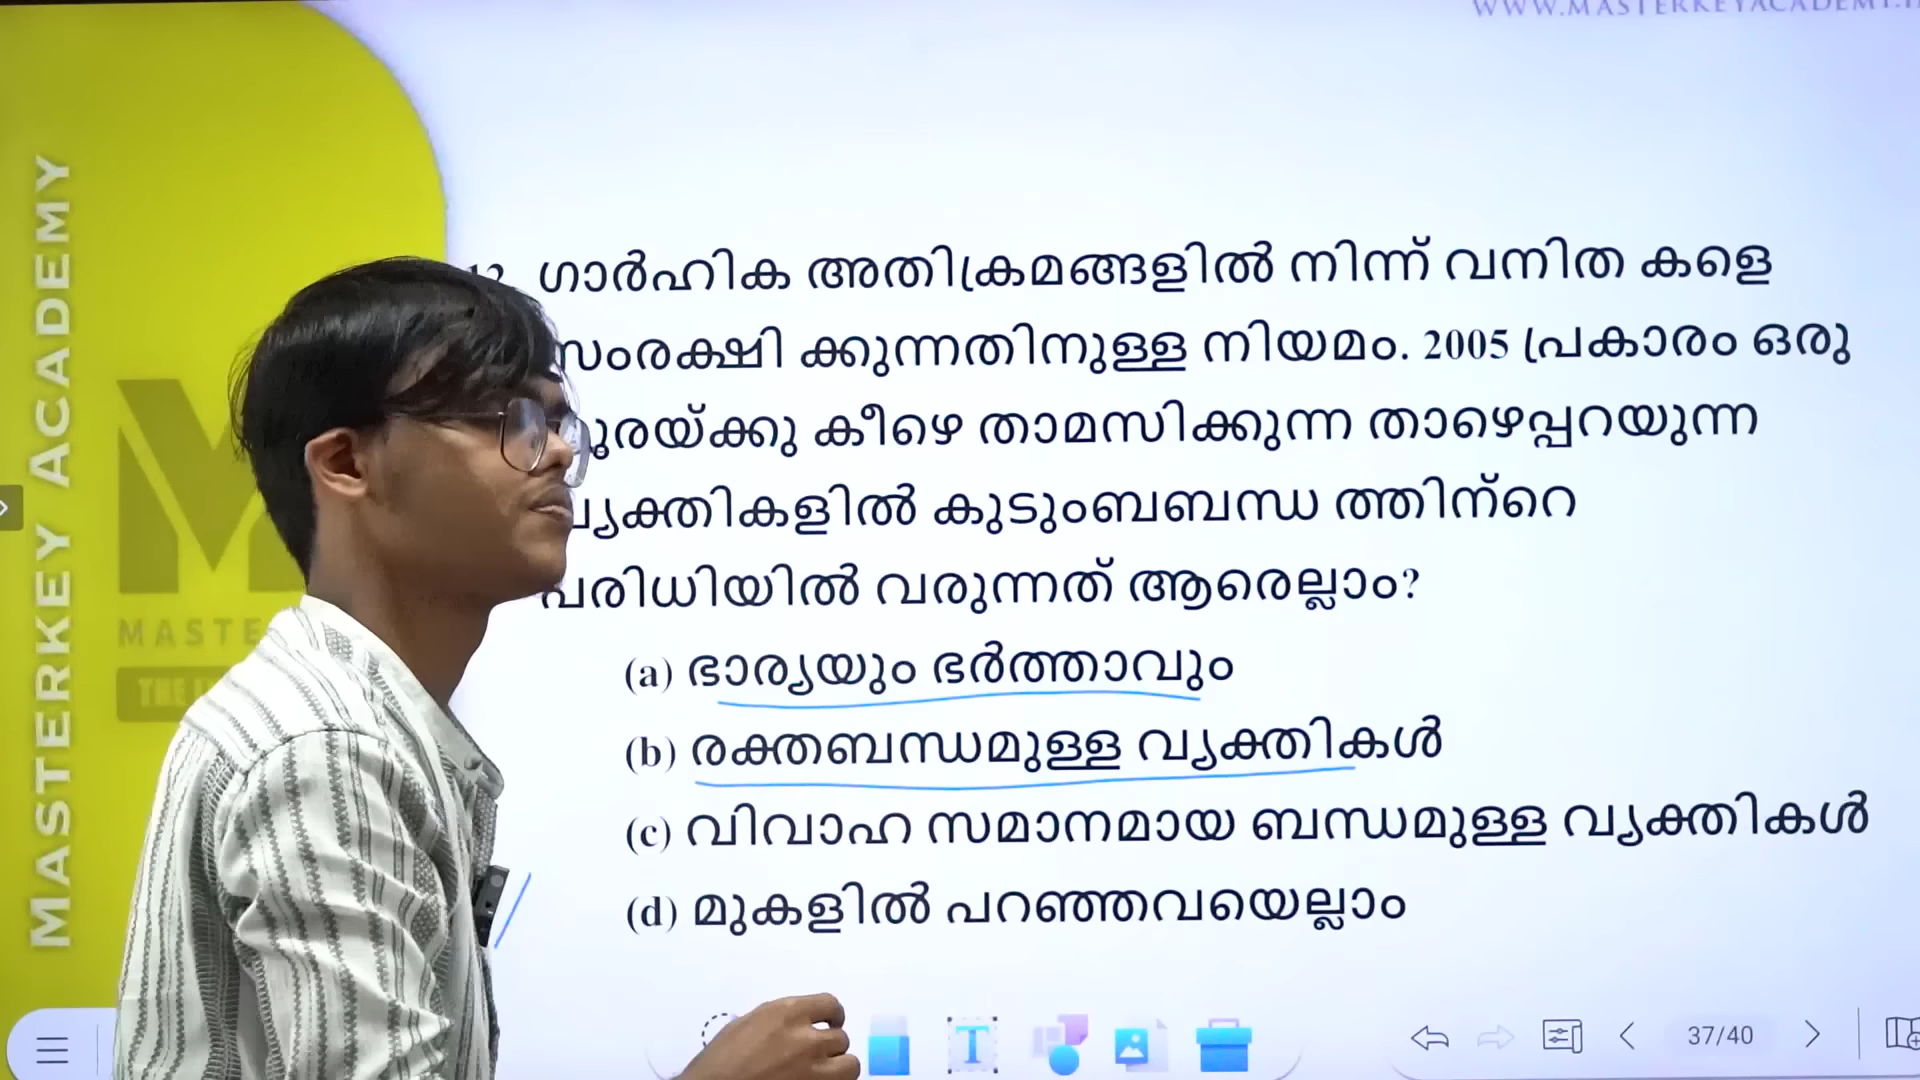 WWW.MASTERKEYACADEMY.
MASTERKEY ACADEMY
ഗാർഹിക അതിക്രമങ്ങളിൽ നിന്ന് വനിത കളെ
സംരക്ഷി ക്കുന്നതിനുള്ള നിയമം. 2005 പ്രകാരം ഒരു
കീഴെ താമസിക്കുന്ന താഴെപ്പറയുന്ന
വ്യക്തികളിൽ കുടുംബബന്ധ ത്തിന്റെ
പരിധിയിൽ വരുന്നത് ആരെല്ലാം?
(a) ഭാര്യയും ഭർത്താവും
(b) രക്തബന്ധമുള്ള വ്യക്തികൾ
(c) വിവാഹ സമാനമായ ബന്ധമുള്ള വ്യക്തികൾ
(d) മുകളിൽ പറഞ്ഞവയെല്ലാം
37/40